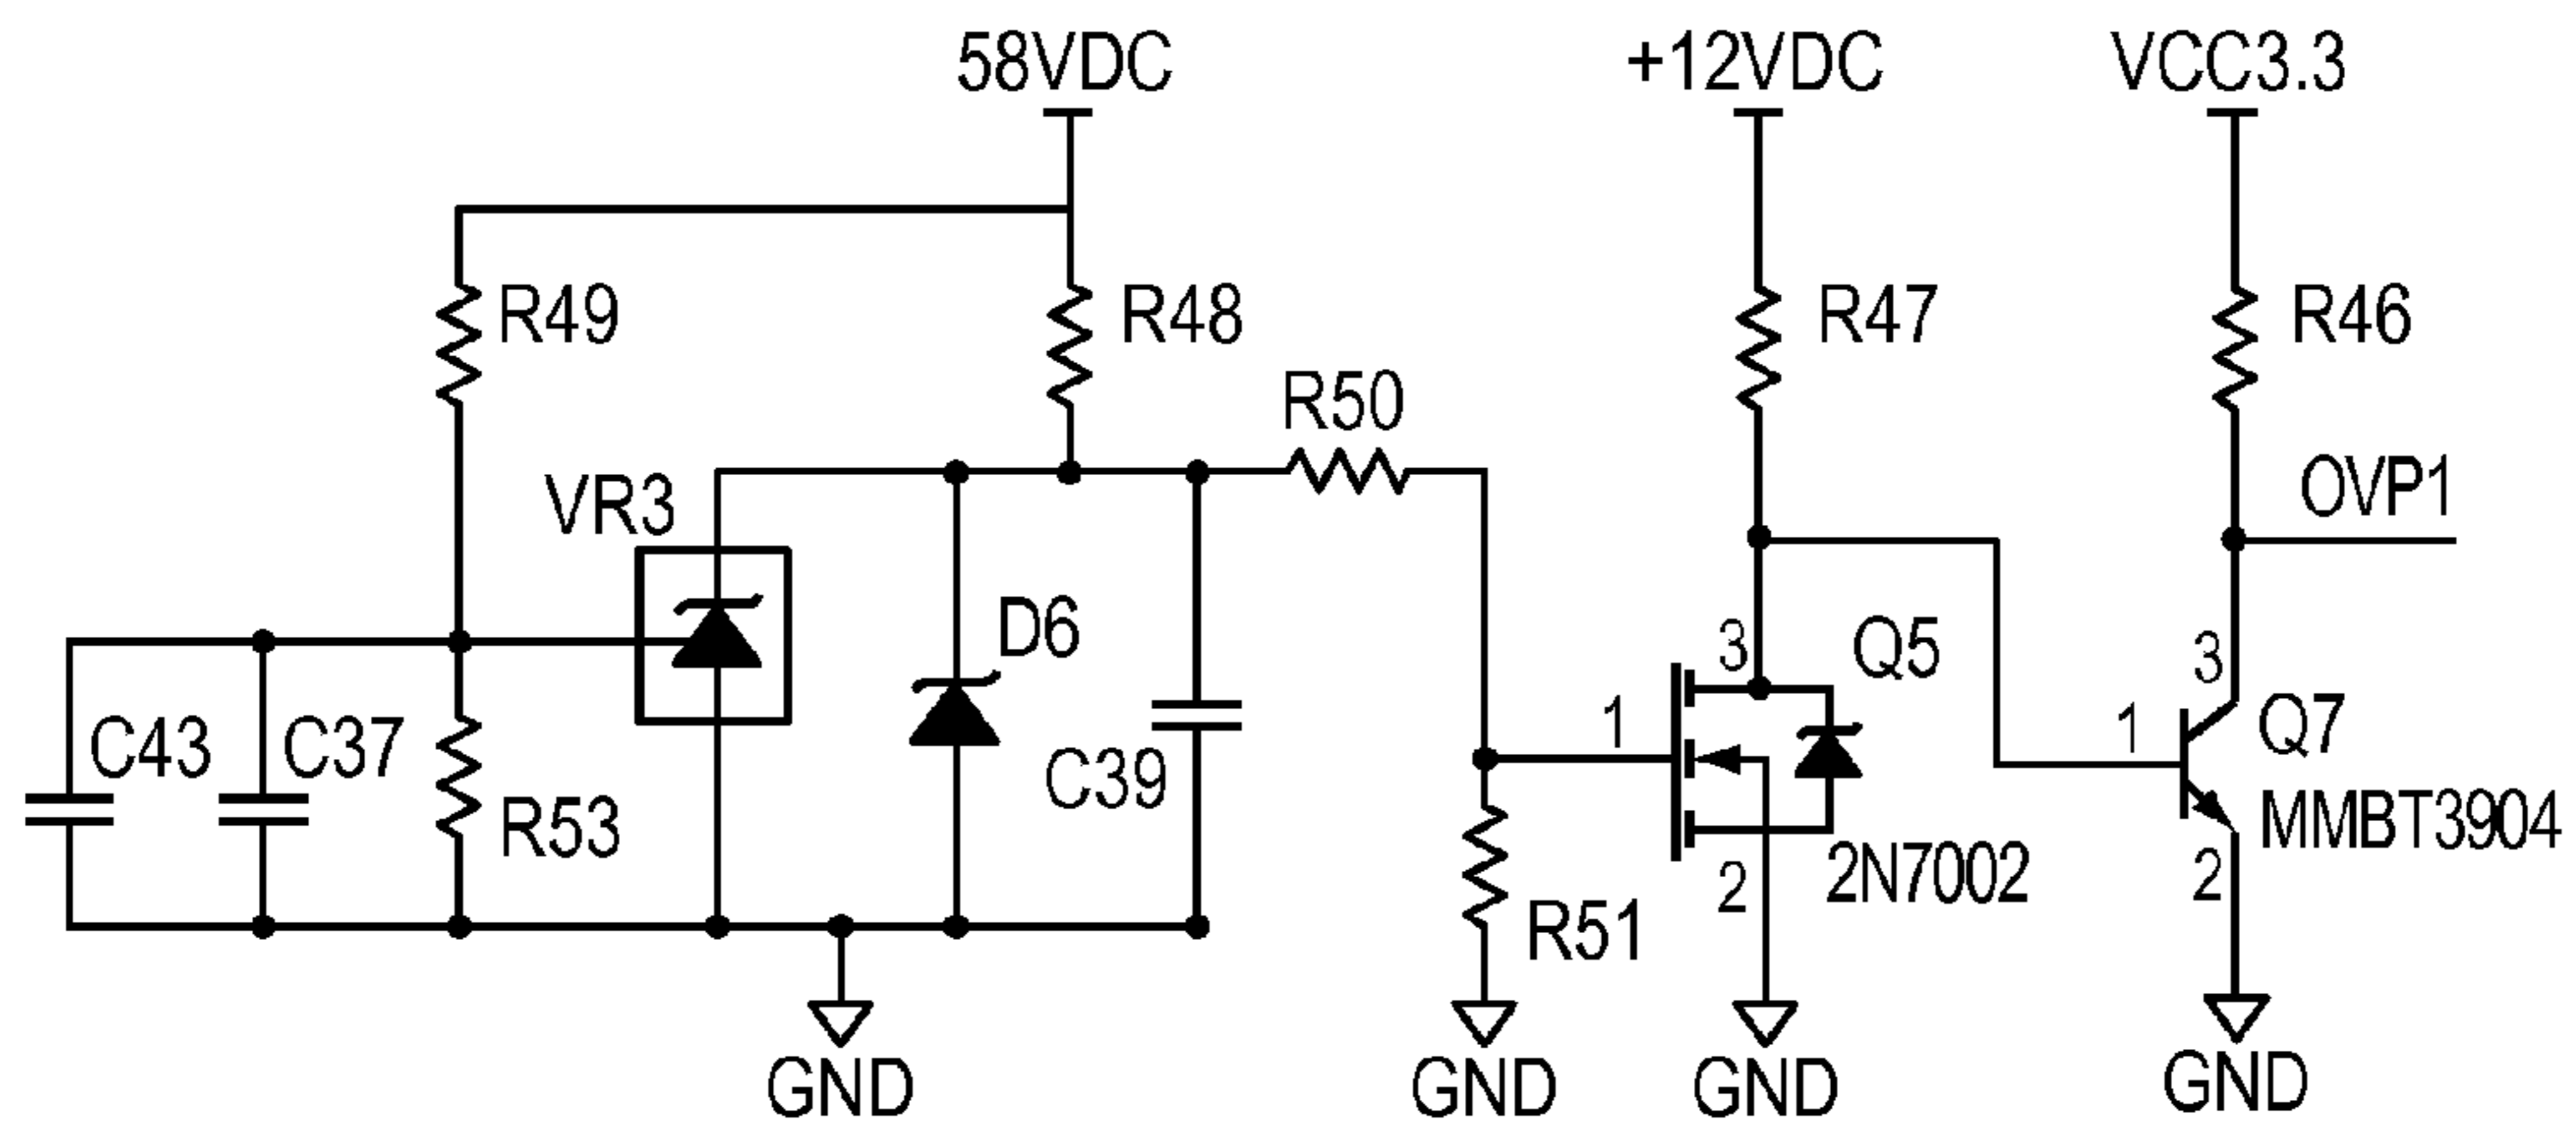 58VDC
+12VDC
VCC3.3
R49
R48
R47
R46
R50
OVP1
VR3
D6
3
Q5
3
C43
C37
1
1
Q7
C39
R53
MMBT3904
2
2N7002
2
R51
GND
GND
GND
GND